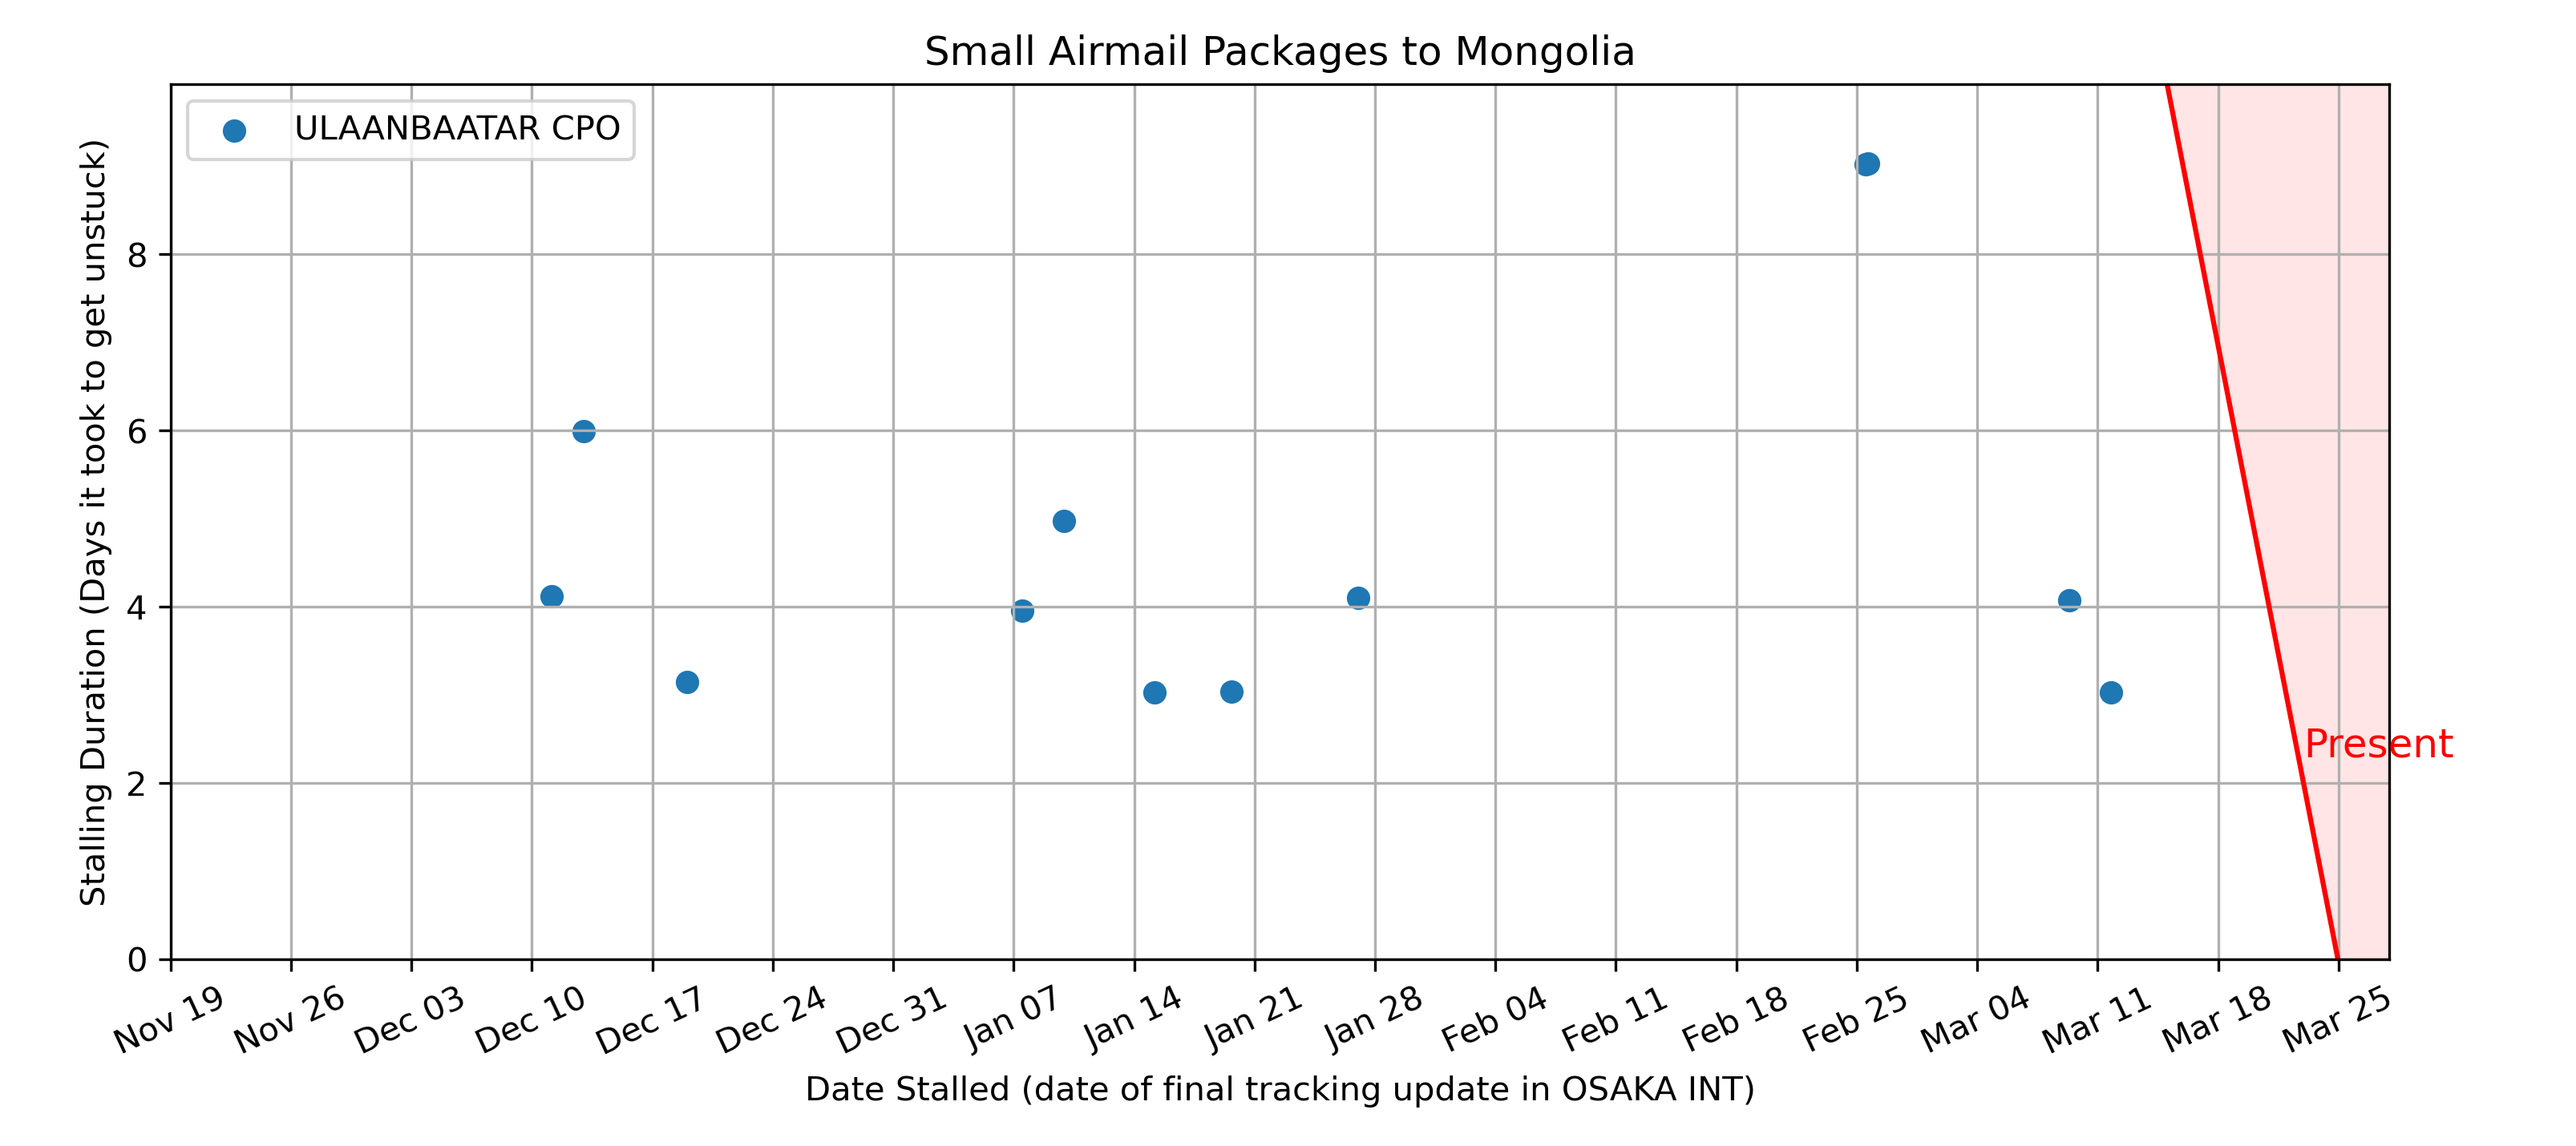 Small Airmail Packages to Mongolia
ULAANBAATAR CPO
Stalling Duration (Days it took to get unstuck)
8
6
4
2
0
Present
Nov 19
Nov 26
Dec 03
Dec 10
Dec 17
Dec 24
Dec 31
Jan 07
Jan 14
Jan 21
Jan 28
Feb 04
Feb 11
Feb 18
Feb 25
Mar 04
Mar 11
Mar 18
Mar 25
Date Stalled (date of final tracking update in OSAKA INT)